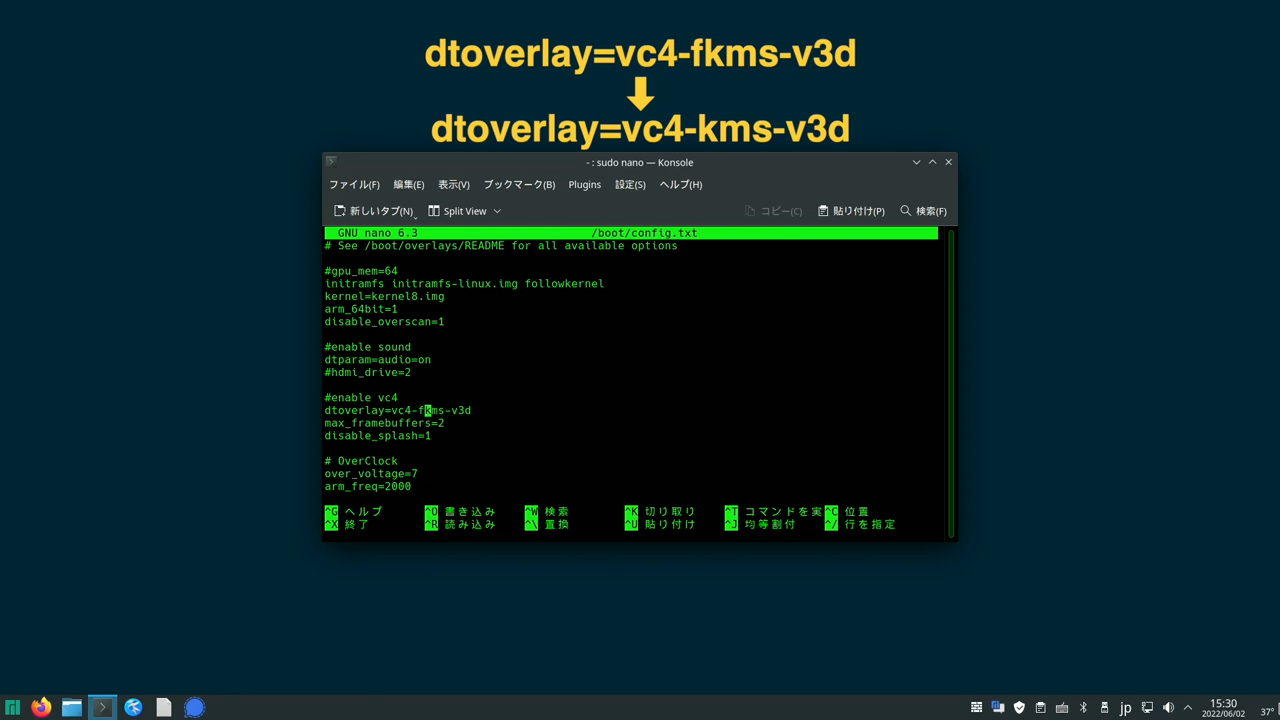 dtoverlay=vc4-fkms-v3d
dtoverlay=vc4-kms-v3d
- : sudo nano — Konsole
ファイル(F) 編集(E) 表示(V) ブックマーク(B) Plugins 設定(S) ヘルプ(H)
新しいタブ(N) Split View コピー(C) 貼り付け(P) 検索(F)
GNU nano 6.3 /boot/config.txt
# See /boot/overlays/README for all available options
#gpu_mem=64
initramfs initramfs-linux.img followkernel
kernel=kernel8.img
arm_64bit=1
disable_overscan=1
#enable sound
dtparam=audio=on
#hdmi_drive=2
#enable vc4
dtoverlay=vc4-fkms-v3d
max_framebuffers=2
disable_splash=1
# OverClock
over_voltage=7
arm_freq=2000
^G ヘルプ ^O 書き込み ^W 検索 ^K 切り取り ^T コマンドを実 ^C 位置
^X 終了 ^R 読み込み ^\ 置換 ^U 貼り付け ^J 均等割付 ^/ 行を指定
jp
15:30
2022/06/02
37°